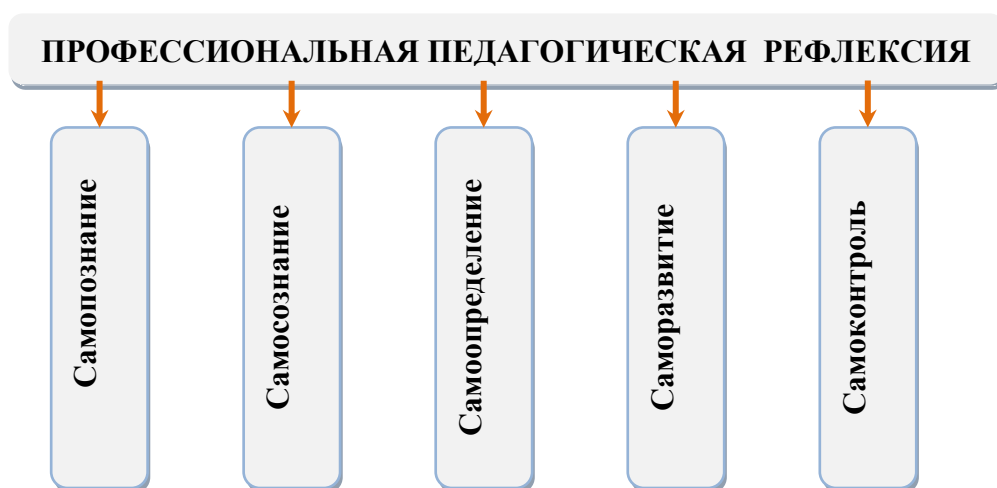 ПРОФЕССИОНАЛЬНАЯ ПЕДАГОГИЧЕСКАЯ РЕФЛЕКСИЯ
Самопознание
Самосознание
Самоопределение
Саморазвитие
Самоконтроль